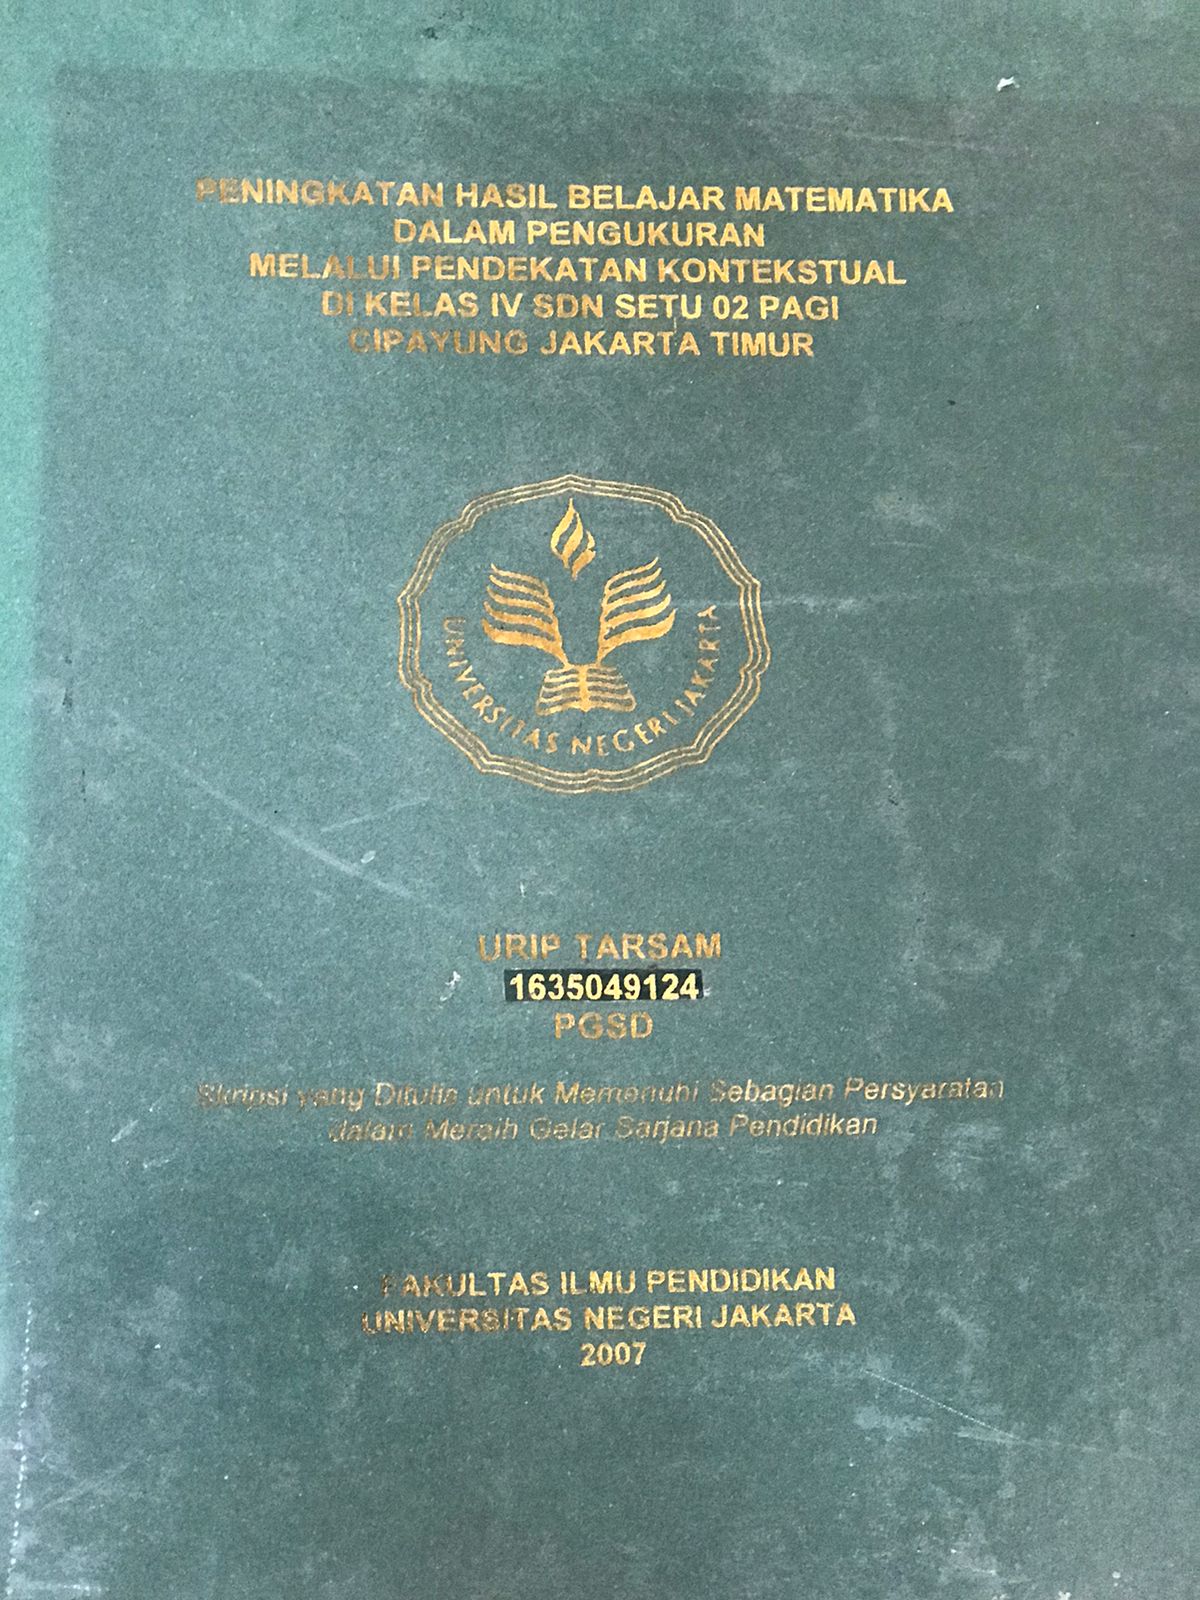 PENINGKATAN HASIL BELAJAR MATEMATIKA
DALAM PENGUKURAN
MELALUI PENDEKATAN KONTEKSTUAL
DI KELAS IV SDN SETU 02 PAGI
CIPAYUNG JAKARTA TIMUR
UNIVERSITAS NEGERI JAKARTA
URIP TARSAM
1635049124
PGSD
Skripsi yang Ditulis untuk Memenuhi Sebagian Persyaratan
dalam Meraih Gelar Sarjana Pendidikan
FAKULTAS ILMU PENDIDIKAN
UNIVERSITAS NEGERI JAKARTA
2007